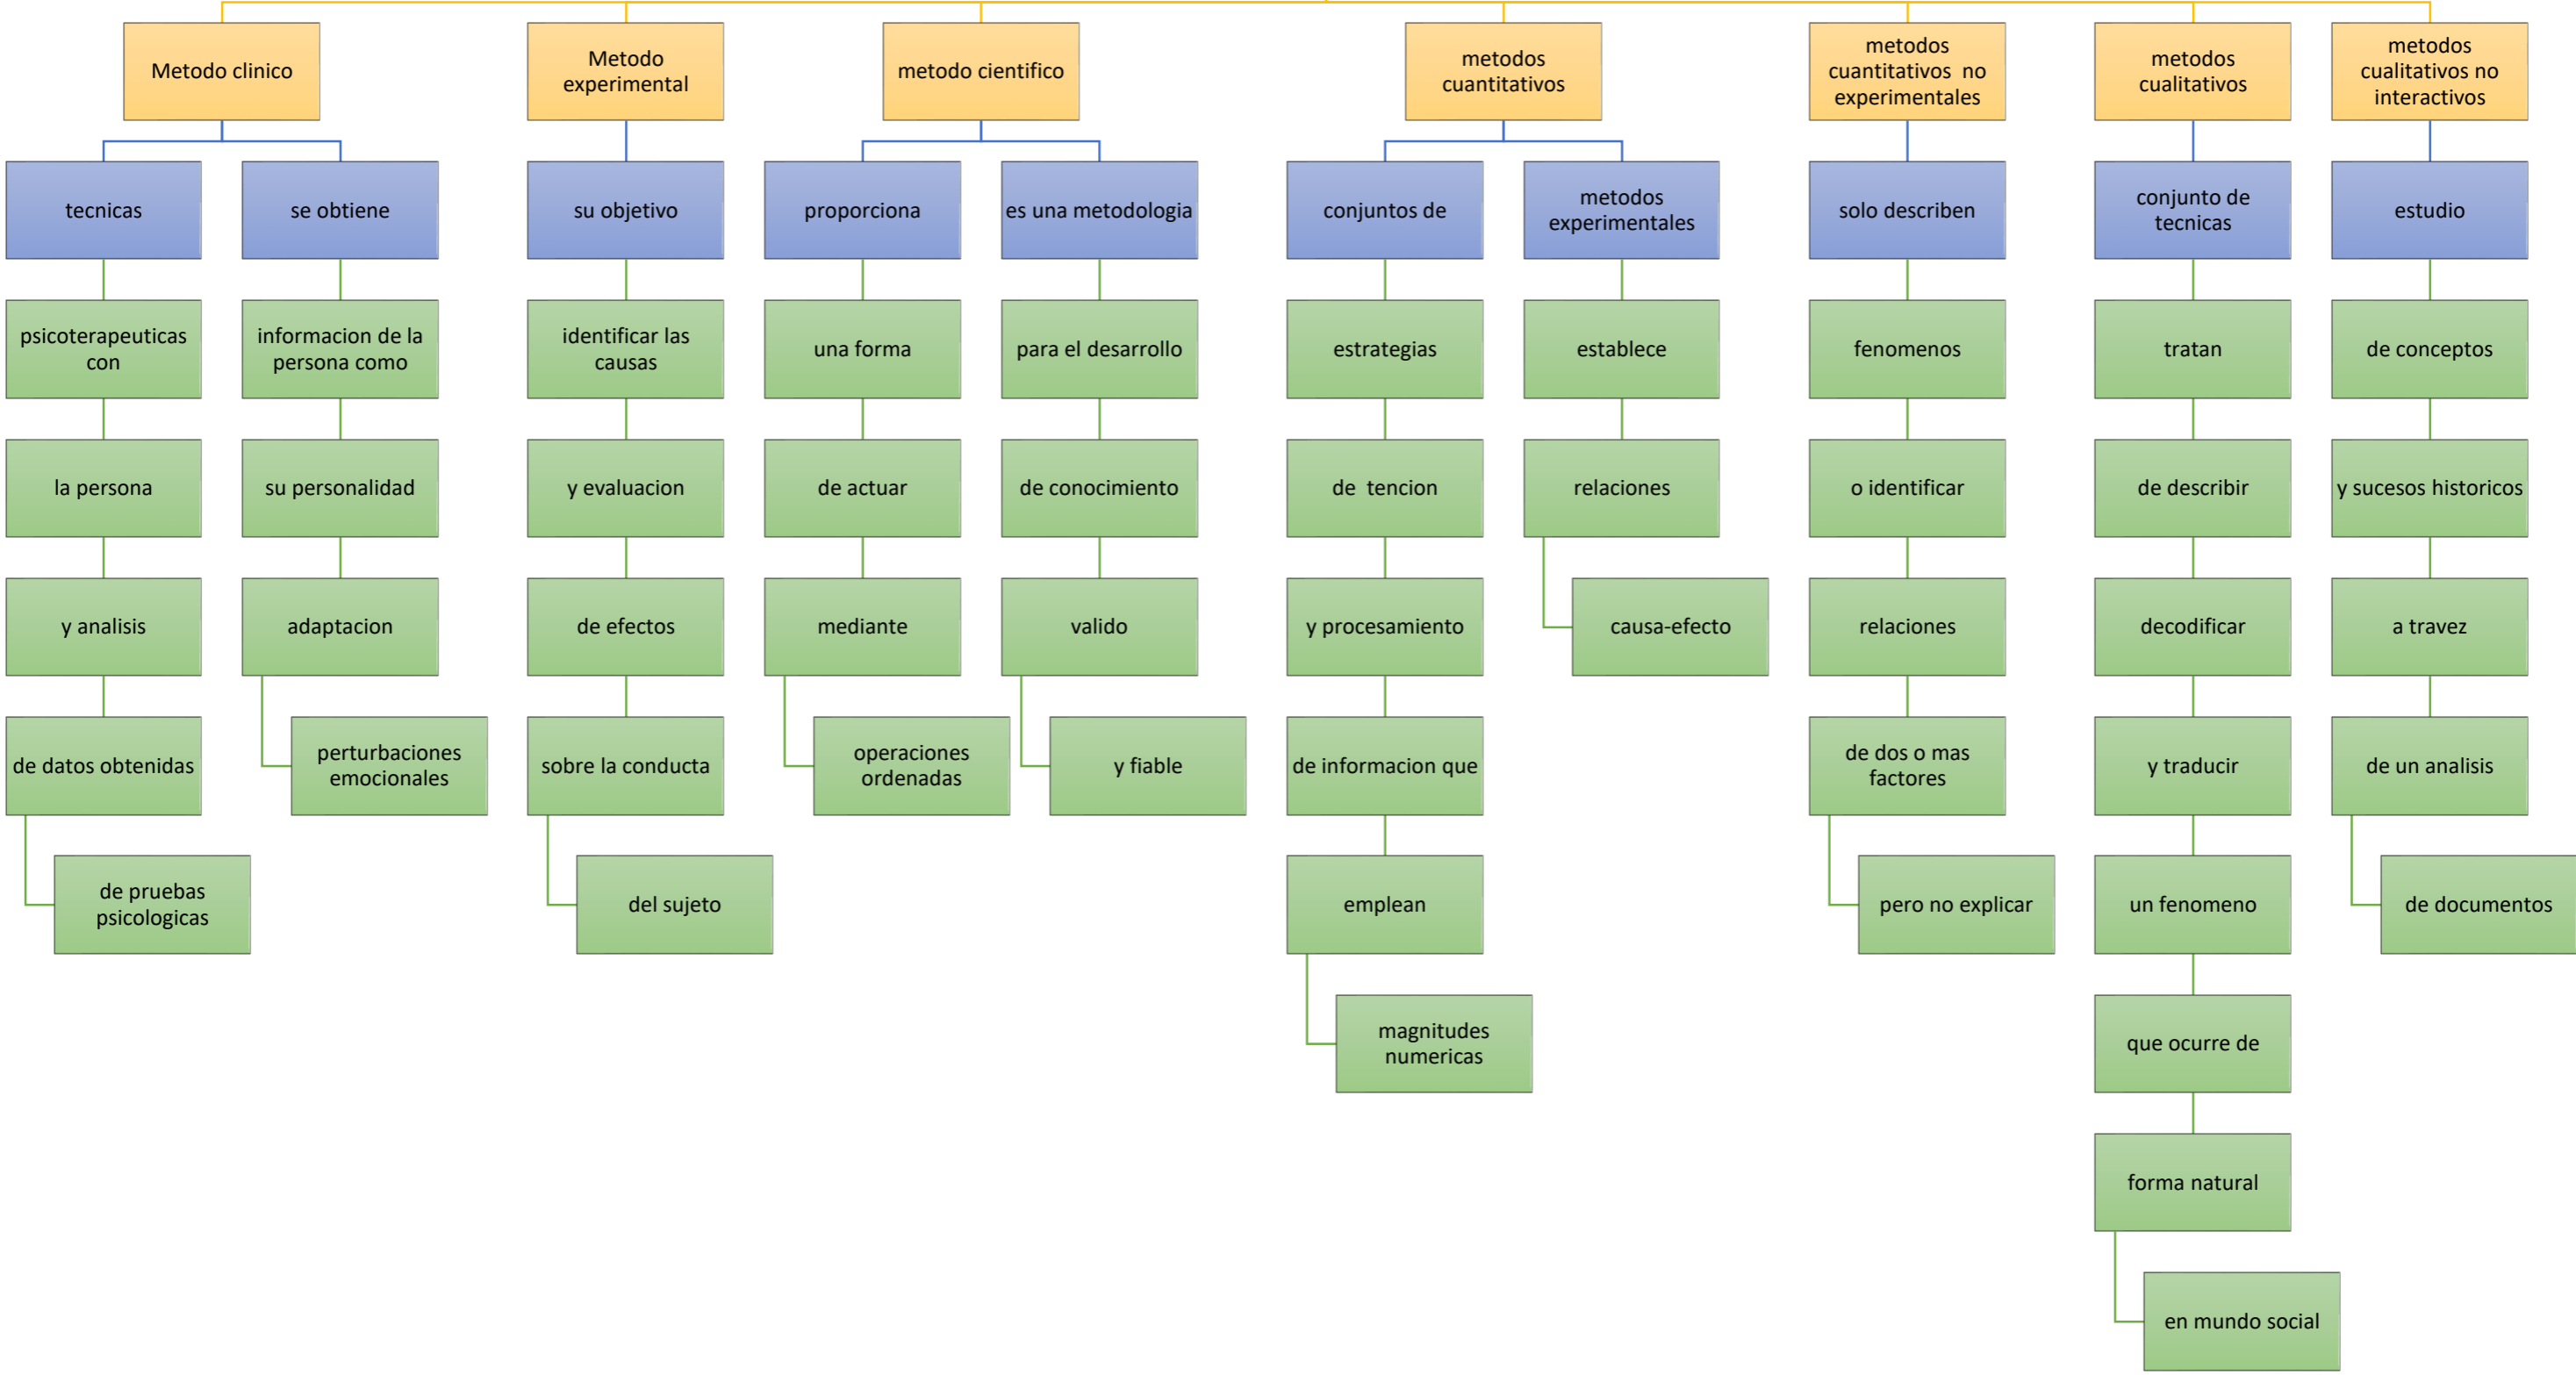 Metodo clinico
Metodo
experimental
metodo cientifico
metodos
cuantitativos
metodos
cuantitativos no
experimentales
metodos
cualitativos
metodos
cualitativos no
interactivos
tecnicas
se obtiene
su objetivo
proporciona
es una metodologia
conjuntos de
metodos
experimentales
solo describen
conjunto de
tecnicas
estudio
psicoterapeuticas
con
informacion de la
persona como
identificar las
causas
una forma
para el desarrollo
estrategias
establece
fenomenos
tratan
de conceptos
la persona
su personalidad
y evaluacion
de actuar
de conocimiento
de tencion
relaciones
o identificar
de describir
y sucesos historicos
y analisis
adaptacion
de efectos
mediante
valido
y procesamiento
causa-efecto
relaciones
decodificar
a travez
de datos obtenidas
perturbaciones
emocionales
sobre la conducta
operaciones
ordenadas
y fiable
de informacion que
de dos o mas
factores
y traducir
de un analisis
de pruebas
psicologicas
del sujeto
emplean
pero no explicar
un fenomeno
de documentos
magnitudes
numericas
que ocurre de
forma natural
en mundo social